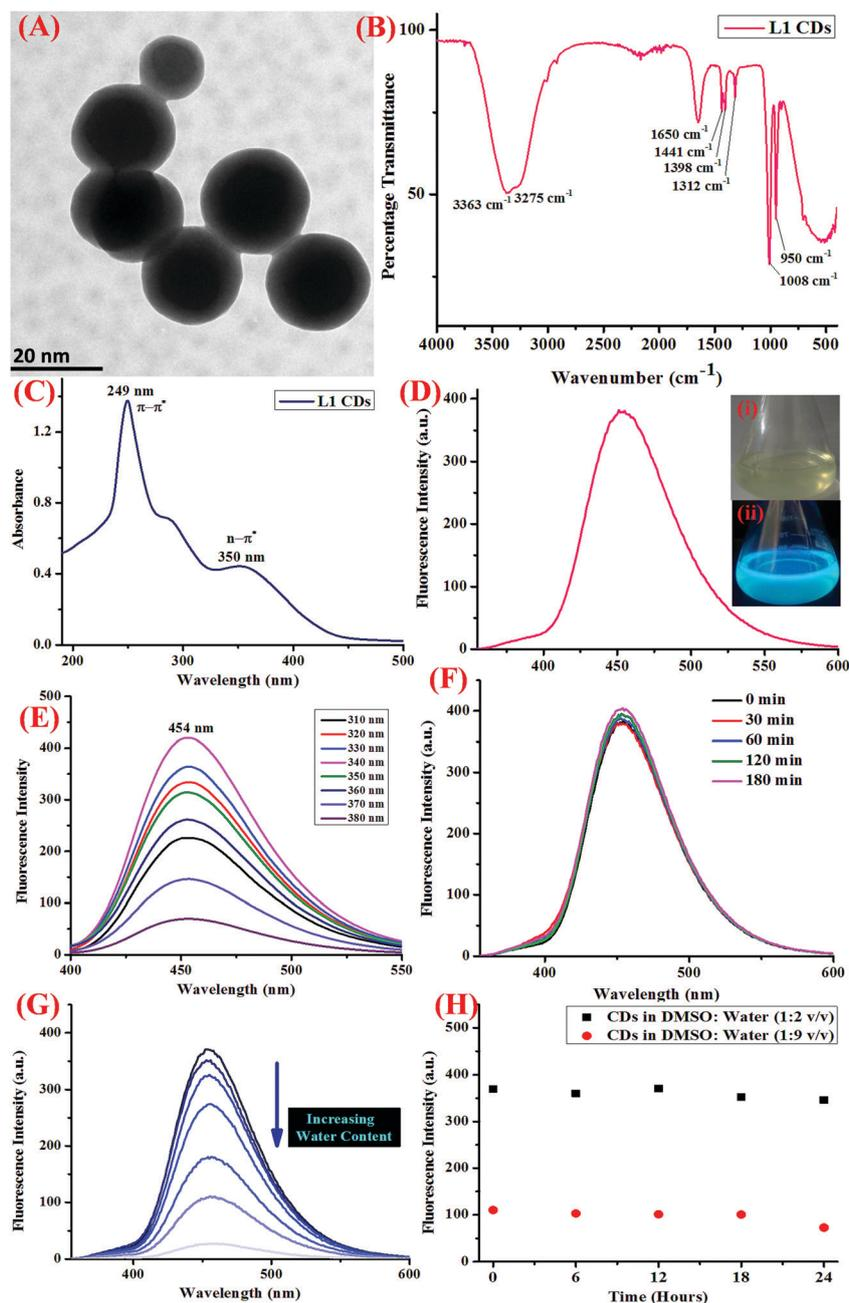 (A)
20 nm
(B)
L1 CDs
100
50
Percentage Transmittance
3363 cm-1
3275 cm-1
1650 cm-1
1441 cm-1
1398 cm-1
1312 cm-1
950 cm-1
1008 cm-1
4000 3500 3000 2500 2000 1500 1000 500
Wavenumber (cm-1)
(C)
249 nm
π–π*
L1 CDs
n–π*
350 nm
Absorbance
1.2
0.8
0.4
0.0
200 300 400 500
Wavelength (nm)
(D)
(i)
(ii)
Fluorescence Intensity (a.u.)
400
300
200
100
0
400 450 500 550 600
Wavelength (nm)
(E)
454 nm
310 nm
320 nm
330 nm
340 nm
350 nm
360 nm
370 nm
380 nm
Fluorescence Intensity
500
400
300
200
100
0
400 450 500 550
Wavelength (nm)
(F)
0 min
30 min
60 min
120 min
180 min
Fluorescence Intensity (a.u.)
400
300
200
100
0
400 500 600
Wavelength (nm)
(G)
Increasing
Water Content
Fluorescence Intensity (a.u.)
400
300
200
100
0
400 500 600
Wavelength (nm)
(H)
CDs in DMSO: Water (1:2 v/v)
CDs in DMSO: Water (1:9 v/v)
Fluorescence Intensity (a.u.)
500
400
300
200
100
0
0 6 12 18 24
Time (Hours)